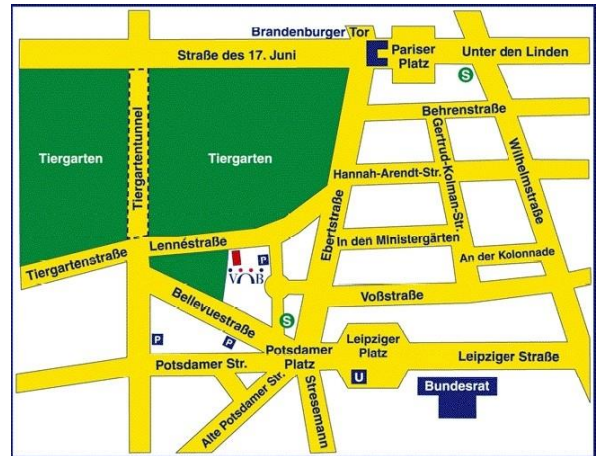 Brandenburger Tor
Straße des 17. Juni
Pariser
Platz
Unter den Linden
S
Behrenstraße
Tiergarten
Tiergartentunnel
Tiergarten
Hannah-Arendt-Str.
Gertrud-Kolman-Str.
Wilhelmstraße
Ebertstraße
In den Ministergärten
An der Kolonnade
Tiergartenstraße
Lennéstraße
P
VÖB
Voßstraße
Bellevuestraße
S
P
P
Potsdamer Str.
Potsdamer
Platz
Leipziger
Platz
Leipziger Straße
U
Bundesrat
Alte Potsdamer Str.
Stresemann